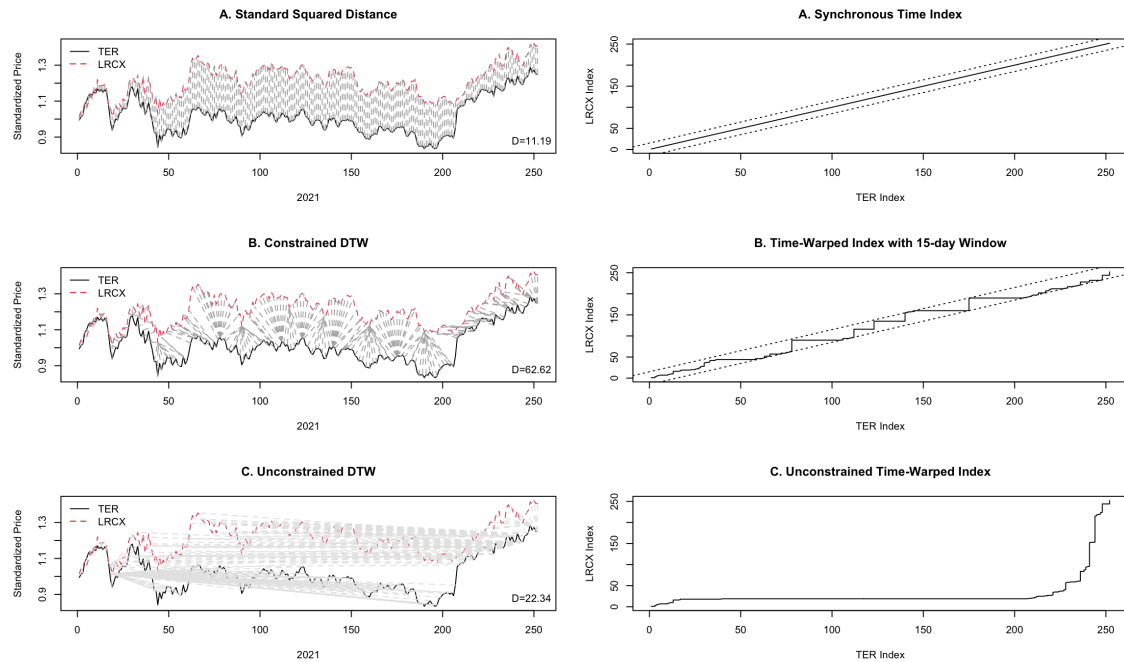 A. Standard Squared Distance
Standardized Price
0.9 1.1 1.3
TER
LRCX
D=11.19
0 50 100 150 200 250
2021
A. Synchronous Time Index
LRCX Index
0 50 150 250
0 50 100 150 200 250
TER Index
B. Constrained DTW
Standardized Price
0.9 1.1 1.3
TER
LRCX
D=62.62
0 50 100 150 200 250
2021
B. Time-Warped Index with 15-day Window
LRCX Index
0 50 150 250
0 50 100 150 200 250
TER Index
C. Unconstrained DTW
Standardized Price
0.9 1.1 1.3
TER
LRCX
D=22.34
0 50 100 150 200 250
2021
C. Unconstrained Time-Warped Index
LRCX Index
0 50 150 250
0 50 100 150 200 250
TER Index